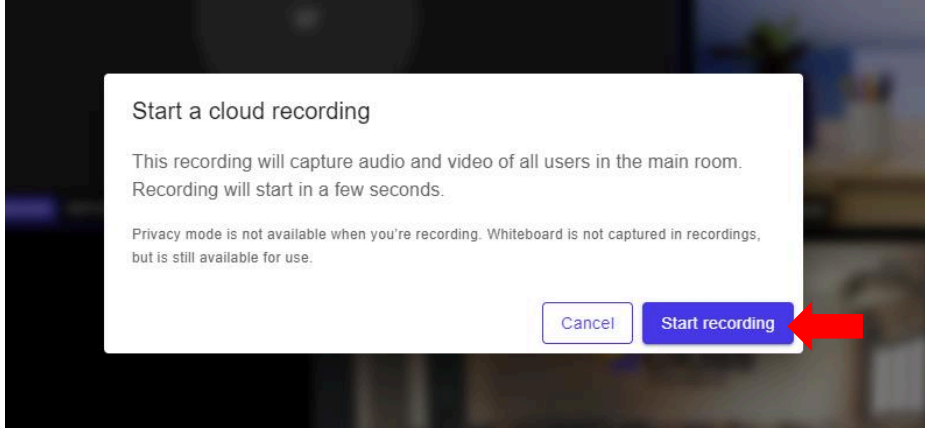 Start a cloud recording
This recording will capture audio and video of all users in the main room.
Recording will start in a few seconds.
Privacy mode is not available when you're recording. Whiteboard is not captured in recordings,
but is still available for use.
Cancel
Start recording